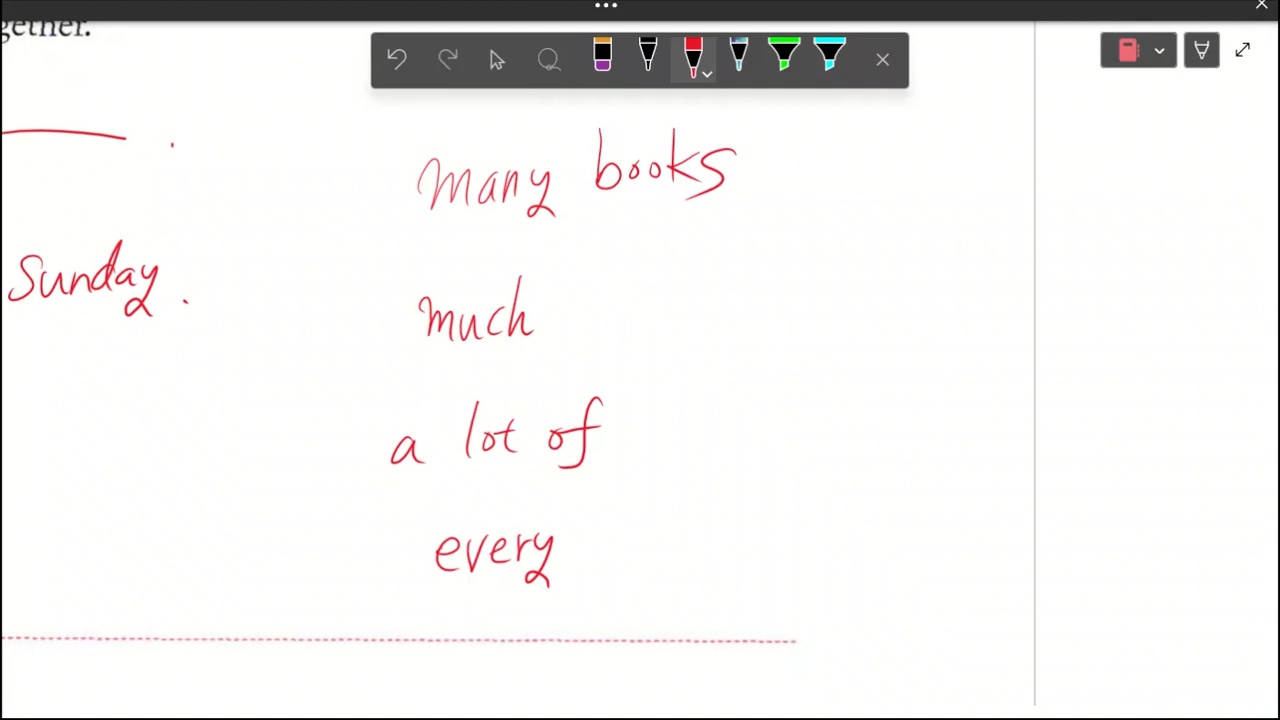 gether.
many books
Sunday.
much
a lot of
every